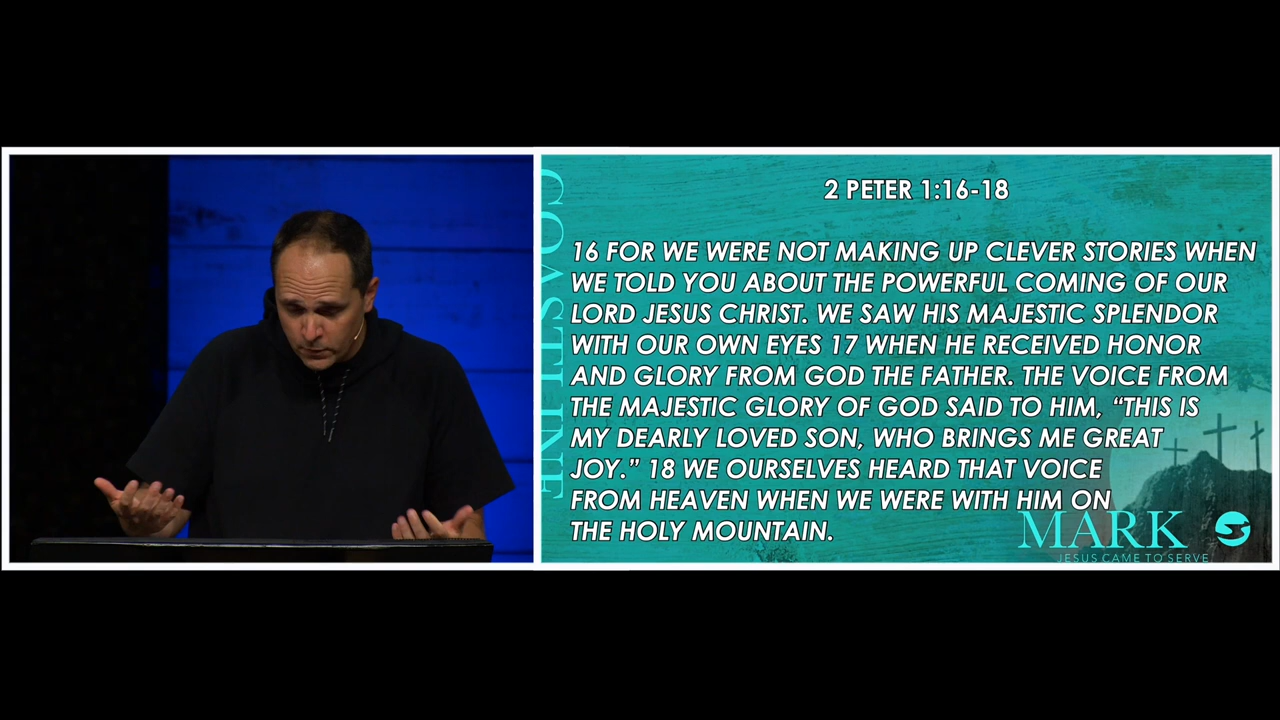 COASTLINE
2 PETER 1:16-18
16 FOR WE WERE NOT MAKING UP CLEVER STORIES WHEN
WE TOLD YOU ABOUT THE POWERFUL COMING OF OUR
LORD JESUS CHRIST. WE SAW HIS MAJESTIC SPLENDOR
WITH OUR OWN EYES 17 WHEN HE RECEIVED HONOR
AND GLORY FROM GOD THE FATHER. THE VOICE FROM
THE MAJESTIC GLORY OF GOD SAID TO HIM, “THIS IS
MY DEARLY LOVED SON, WHO BRINGS ME GREAT
JOY.” 18 WE OURSELVES HEARD THAT VOICE
FROM HEAVEN WHEN WE WERE WITH HIM ON
THE HOLY MOUNTAIN.
MARK
JESUS CAME TO SERVE